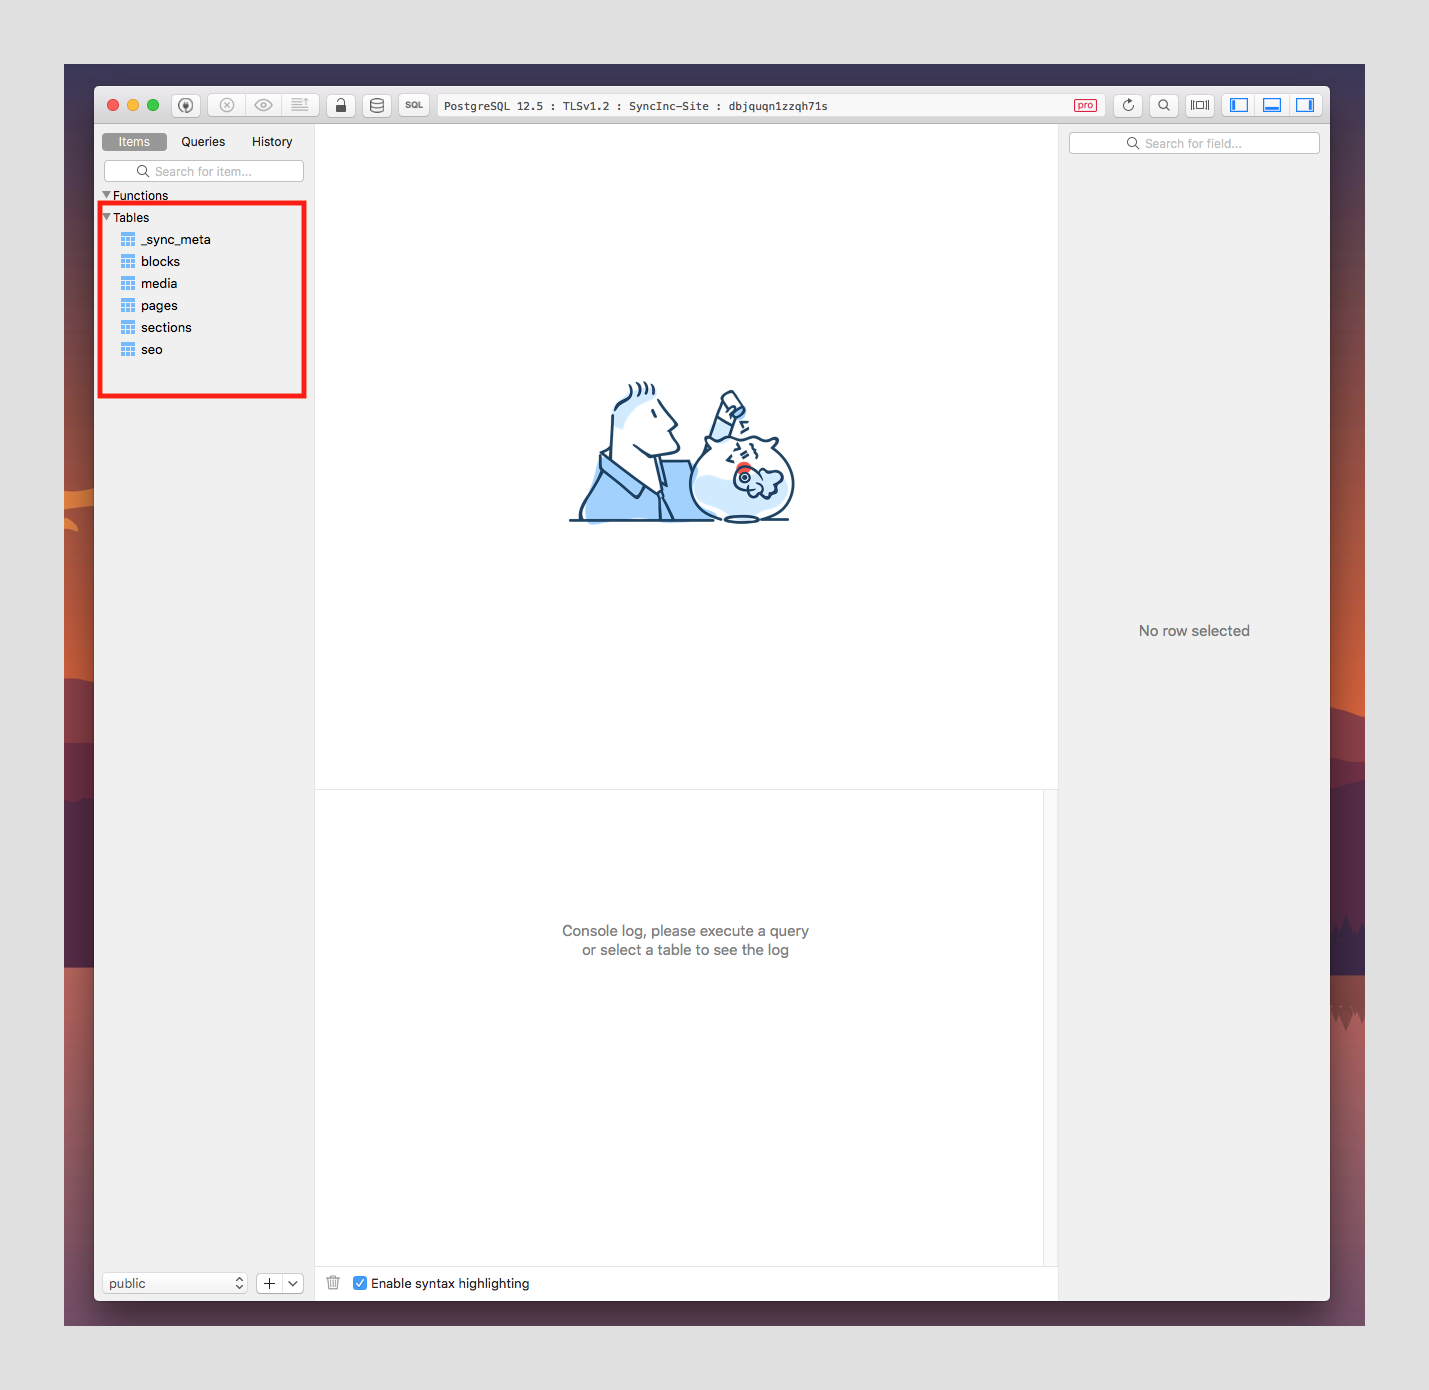 SQL
PostgreSQL 12.5 : TLSv1.2 : SyncInc-Site : dbjquqn1zzqh71s
pro
Items
Queries
History
Search for item...
Functions
Tables
_sync_meta
blocks
media
pages
sections
seo
Search for field...
No row selected
Console log, please execute a query
or select a table to see the log
public
Enable syntax highlighting